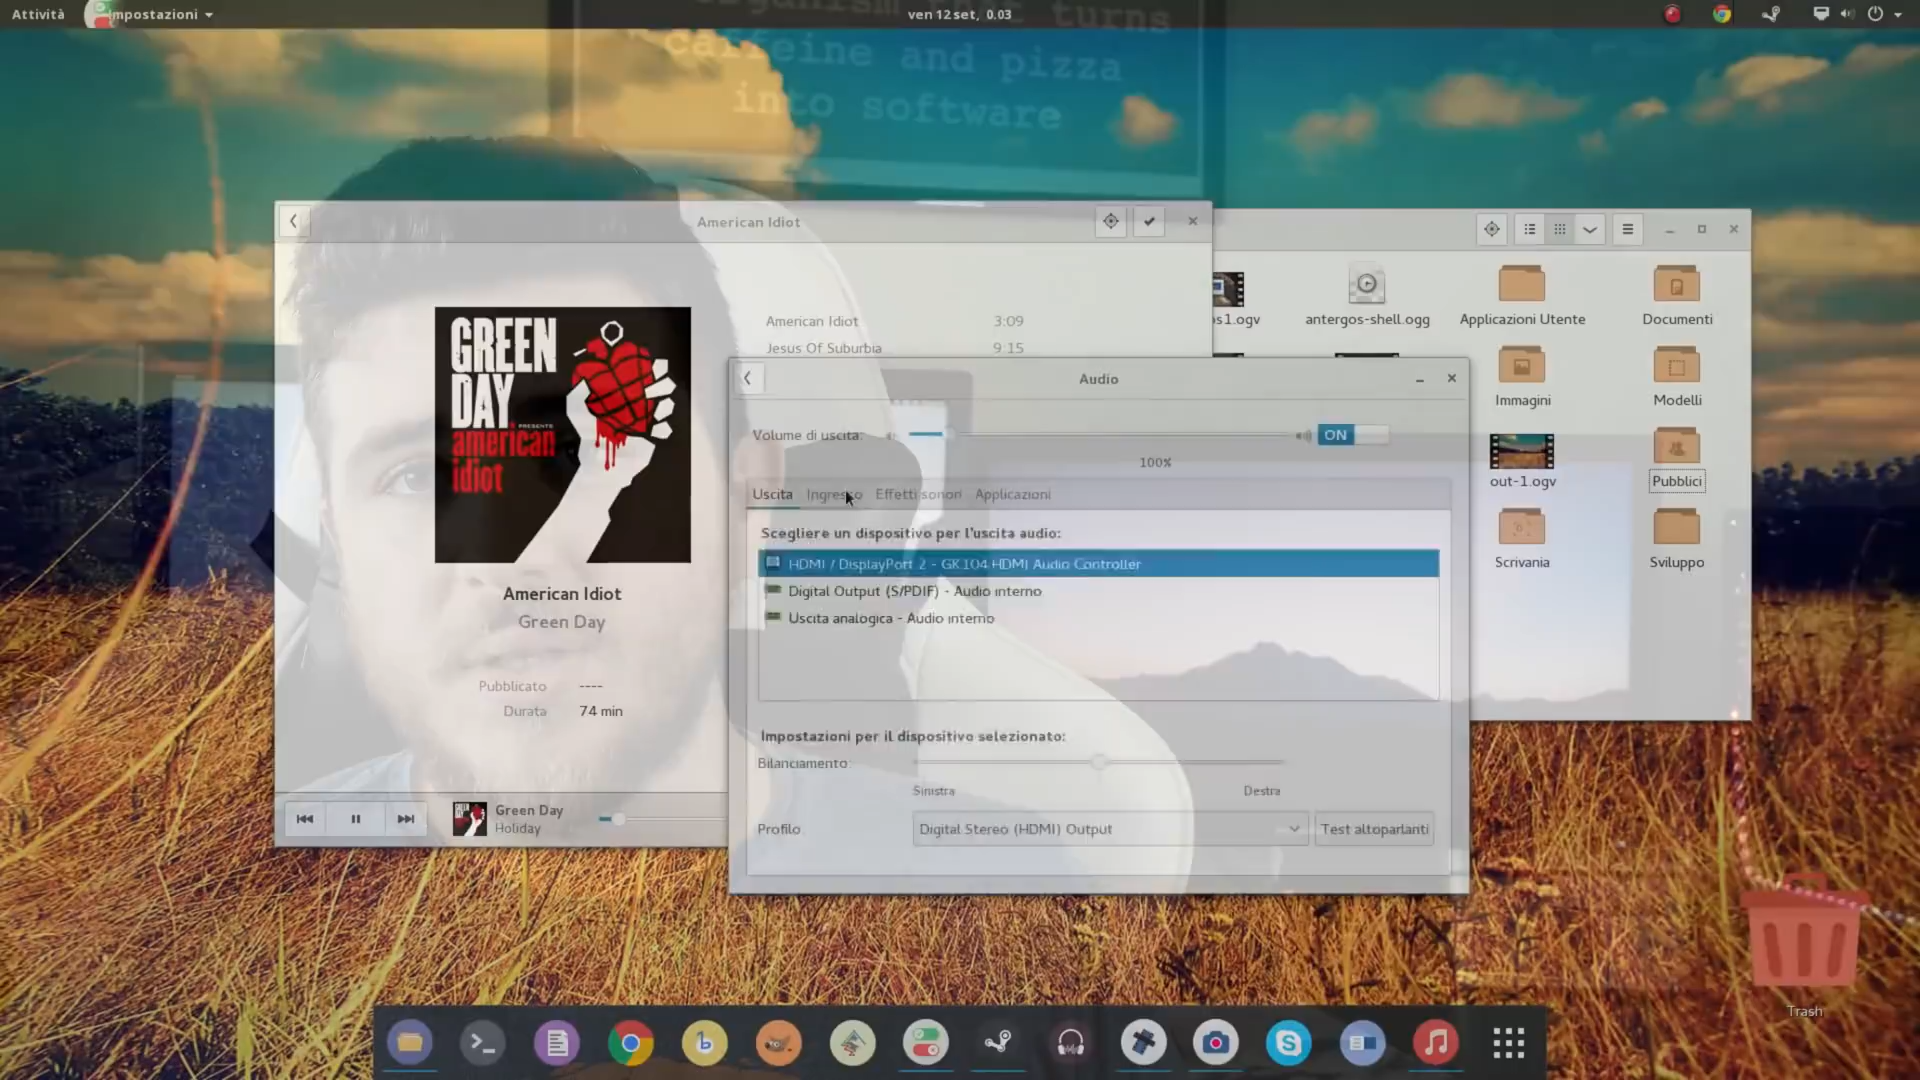 Attività
Impostazioni
ven 12 set, 0.03
organism that turns
caffeine and pizza
into software
American Idiot
American Idiot 3:09
Jesus Of Suburbia 9:15
GREEN
DAY
PRESENTS
american
idiot
American Idiot
Green Day
Pubblicato ----
Durata 74 min
Green Day
Holiday
os1.ogv
antergos-shell.ogg
Applicazioni Utente
Documenti
Immagini
Modelli
out-1.ogv
Pubblici
Scrivania
Sviluppo
Audio
Volume di uscita:
ON
100%
Uscita Ingresso Effetti sonori Applicazioni
Scegliere un dispositivo per l'uscita audio:
HDMI / DisplayPort 2 - GK104 HDMI Audio Controller
Digital Output (S/PDIF) - Audio interno
Uscita analogica - Audio interno
Impostazioni per il dispositivo selezionato:
Bilanciamento:
Sinistra Destra
Profilo Digital Stereo (HDMI) Output Test altoparlanti
Trash